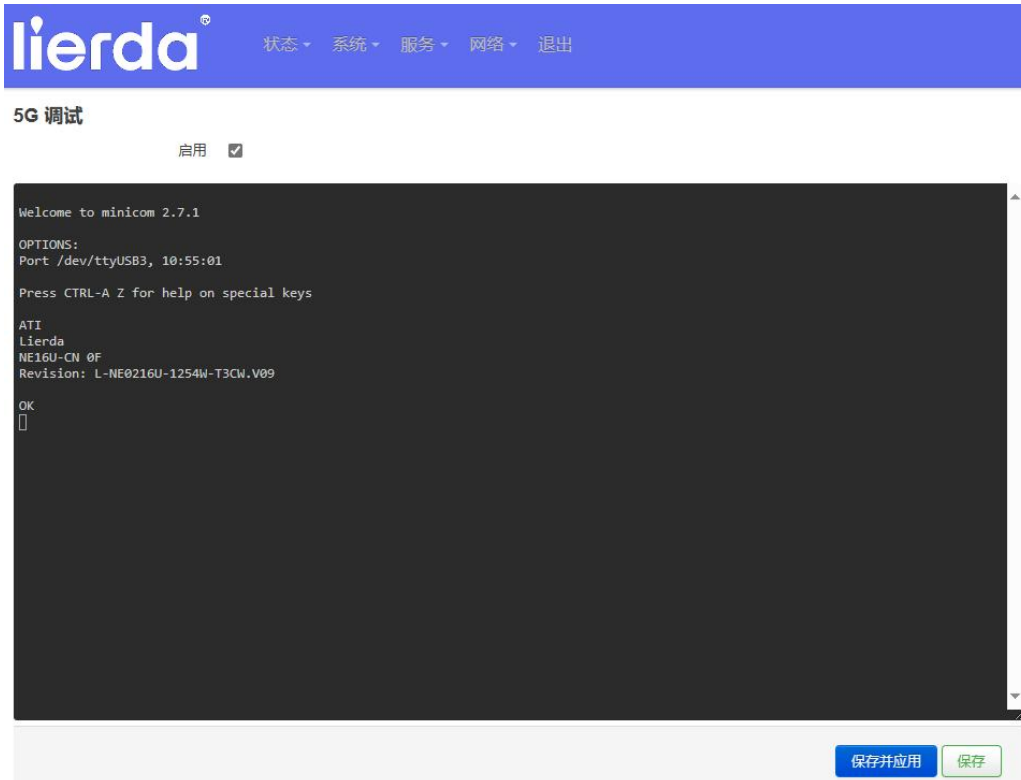 lierda®
状态 系统 服务 网络 退出
5G 调试
启用
Welcome to minicom 2.7.1
OPTIONS:
Port /dev/ttyUSB3, 10:55:01
Press CTRL-A Z for help on special keys
ATI
Lierda
NE16U-CN 0F
Revision: L-NE0216U-1254W-T3CW.V09
OK
保存并应用 保存